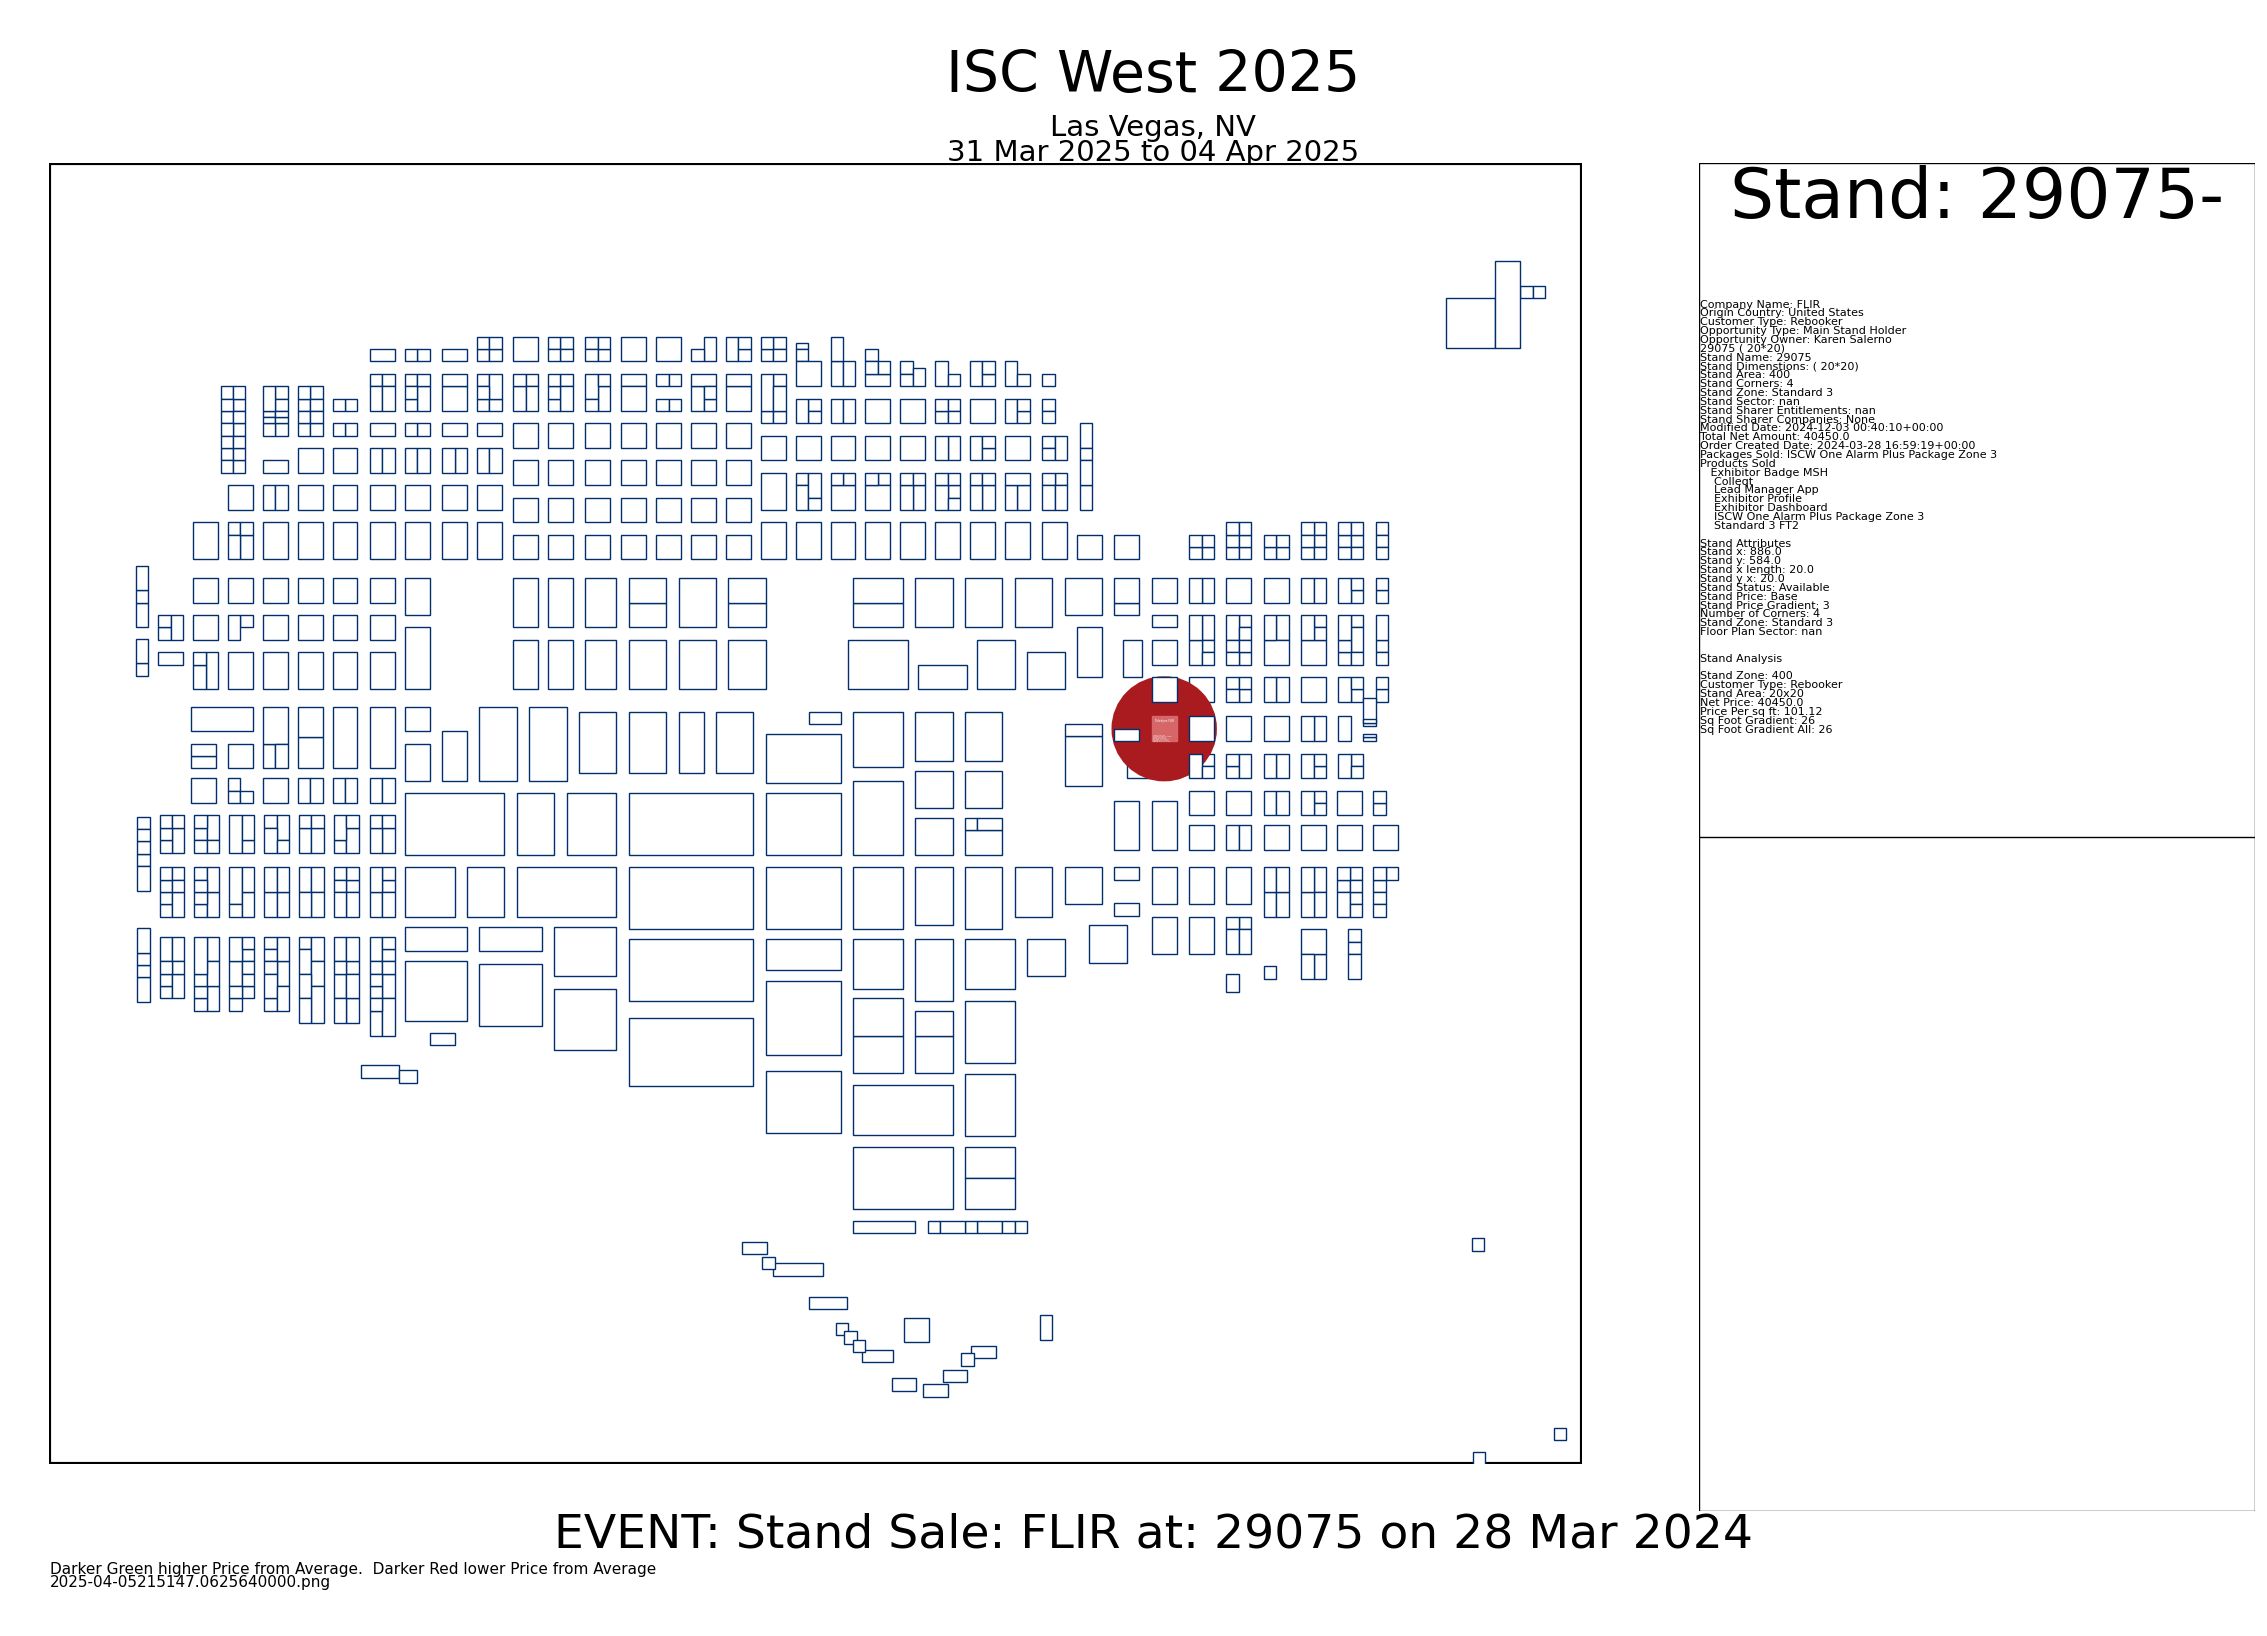 ISC West 2025
Las Vegas, NV
31 Mar 2025 to 04 Apr 2025
Stand: 29075-
Company Name: FLIR
Origin Country: United States
Customer Type: Rebooker
Opportunity Type: Main Stand Holder
Opportunity Owner: Karen Salerno
29075 ( 20*20)
Stand Name: 29075
Stand Dimenstions: ( 20*20)
Stand Area: 400
Stand Corners: 4
Stand Zone: Standard 3
Stand Sector: nan
Stand Sharer Entitlements: nan
Stand Sharer Companies: None
Modified Date: 2024-12-03 00:40:10+00:00
Total Net Amount: 40450.0
Order Created Date: 2024-03-28 16:59:19+00:00
Packages Sold: ISCW One Alarm Plus Package Zone 3
Products Sold
Exhibitor Badge MSH
Colleqt
Lead Manager App
Exhibitor Profile
Exhibitor Dashboard
ISCW One Alarm Plus Package Zone 3
Standard 3 FT2
Stand Attributes
Stand x: 886.0
Stand y: 584.0
Stand x length: 20.0
Stand y x: 20.0
Stand Status: Available
Stand Price: Base
Stand Price Gradient: 3
Number of Corners: 4
Stand Zone: Standard 3
Floor Plan Sector: nan
Stand Analysis
Stand Zone: 400
Customer Type: Rebooker
Stand Area: 20x20
Net Price: 40450.0
Price Per sq ft: 101.12
Sq Foot Gradient: 26
Sq Foot Gradient All: 26
EVENT: Stand Sale: FLIR at: 29075 on 28 Mar 2024
Darker Green higher Price from Average.  Darker Red lower Price from Average
2025-04-05215147.0625640000.png